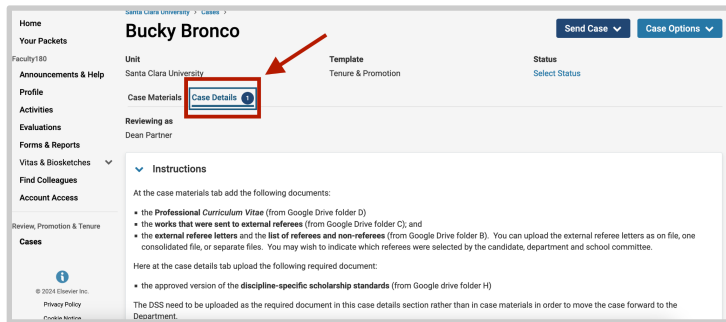 Santa Clara University > Cases >
Bucky Bronco
Send Case
Case Options
Home
Your Packets
Faculty180
Announcements & Help
Profile
Activities
Evaluations
Forms & Reports
Vitas & Biosketches
Find Colleagues
Account Access
Review, Promotion & Tenure
Cases
© 2024 Elsevier Inc.
Privacy Policy
Cookie Notice
Unit
Santa Clara University
Template
Tenure & Promotion
Status
Select Status
Case Materials
Case Details 1
Reviewing as
Dean Partner
Instructions
At the case materials tab add the following documents:
▪ the Professional Curriculum Vitae (from Google Drive folder D)
▪ the works that were sent to external referees (from Google Drive folder C); and
▪ the external referee letters and the list of referees and non-referees (from Google Drive folder B). You can upload the external referee letters as on file, one
consolidated file, or separate files. You may wish to indicate which referees were selected by the candidate, department and school committee.
Here at the case details tab upload the following required document:
▪ the approved version of the discipline-specific scholarship standards (from Google drive folder H)
The DSS need to be uploaded as the required document in this case details section rather than in case materials in order to move the case forward to the
Department.